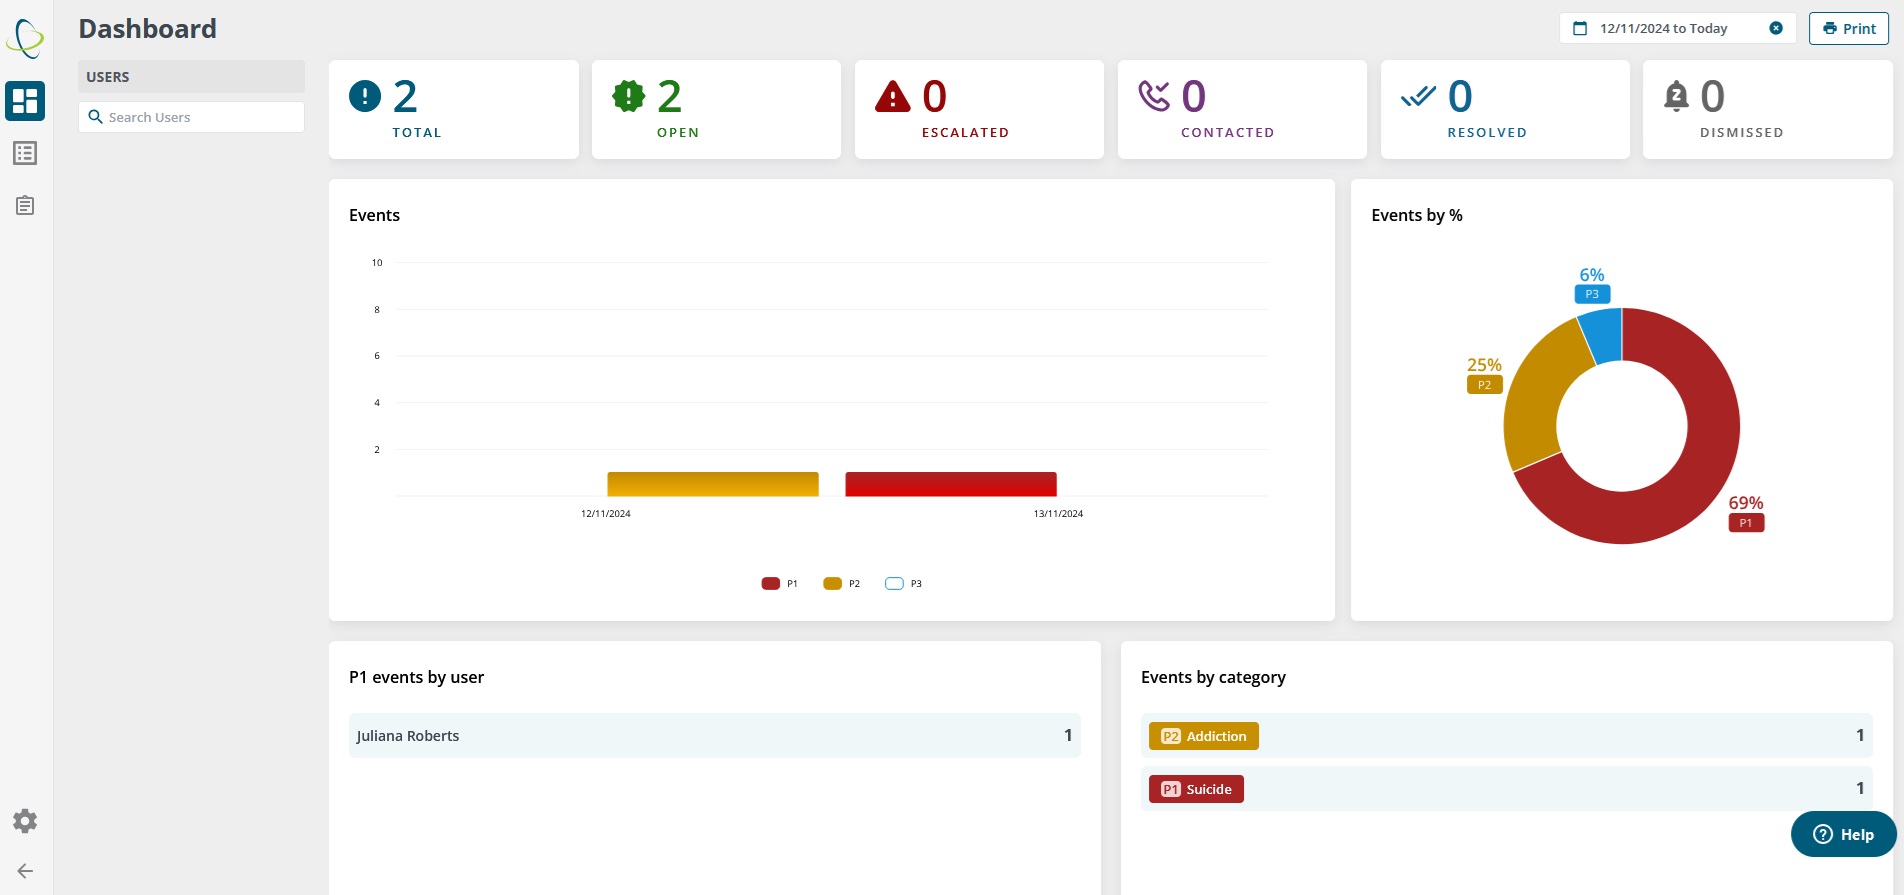 Dashboard
12/11/2024 to Today
Print
USERS
Search Users
2
TOTAL
2
OPEN
0
ESCALATED
0
CONTACTED
0
RESOLVED
Z
0
DISMISSED
Events
10
8
6
4
2
12/11/2024
13/11/2024
P1
P2
P3
Events by %
6%
P3
25%
P2
69%
P1
P1 events by user
Juliana Roberts 1
Events by category
P2 Addiction 1
P1 Suicide 1
Help